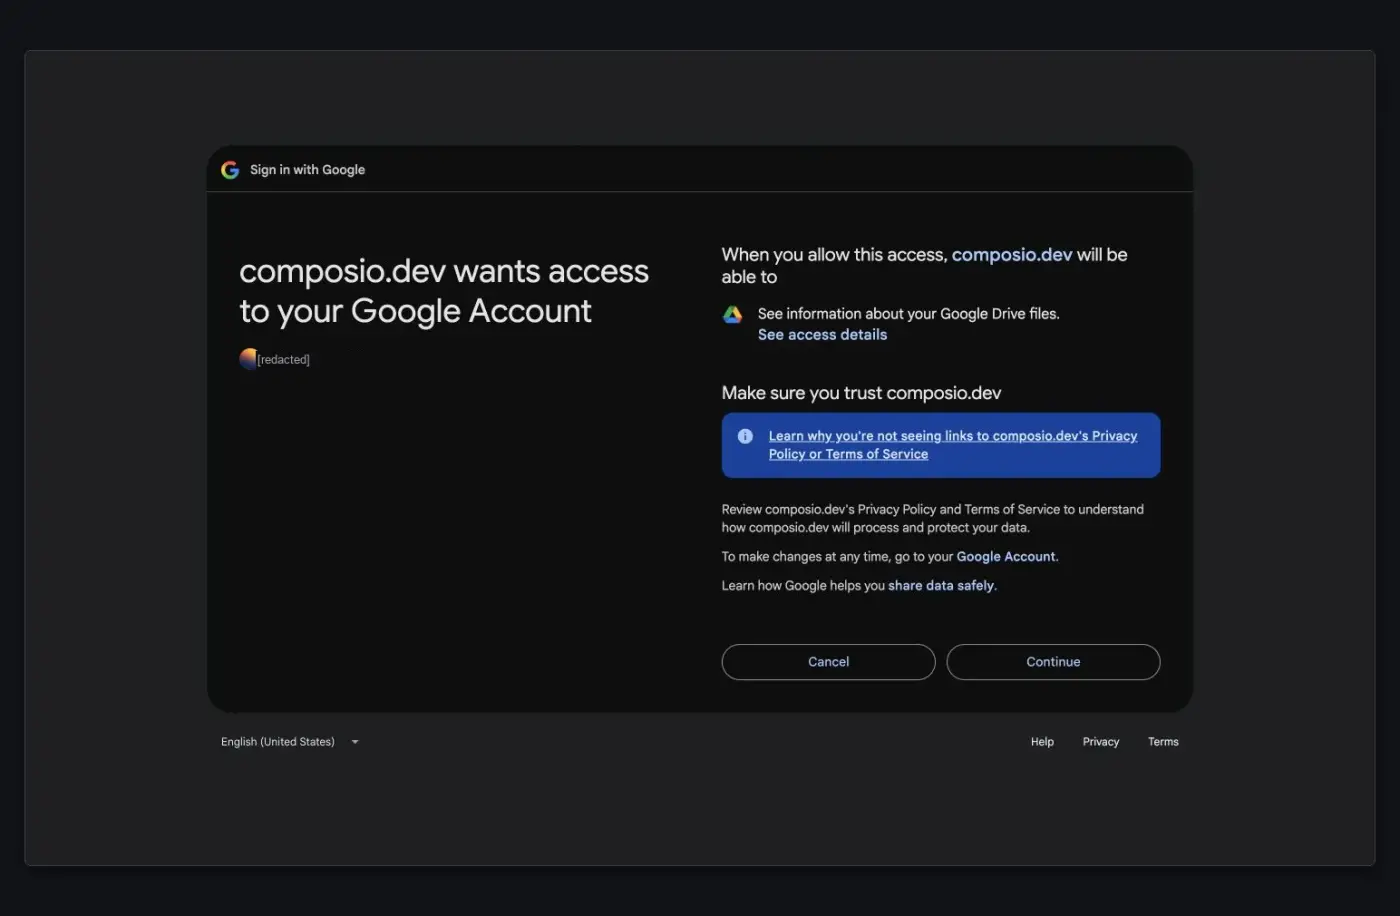 Sign in with Google
composio.dev wants access
to your Google Account
[redacted]
When you allow this access, composio.dev will be
able to
See information about your Google Drive files.
See access details
Make sure you trust composio.dev
Learn why you're not seeing links to composio.dev's Privacy
Policy or Terms of Service
Review composio.dev's Privacy Policy and Terms of Service to understand
how composio.dev will process and protect your data.
To make changes at any time, go to your Google Account.
Learn how Google helps you share data safely.
Cancel
Continue
English (United States)
Help
Privacy
Terms